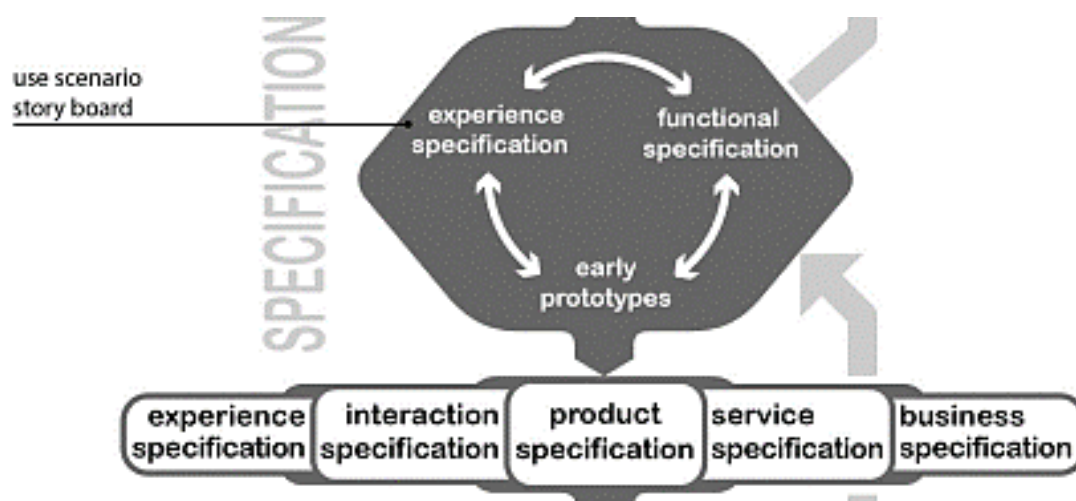 use scenario
story board
SPECIFICATION
experience
specification
functional
specification
early
prototypes
experience
specification
interaction
specification
product
specification
service
specification
business
specification